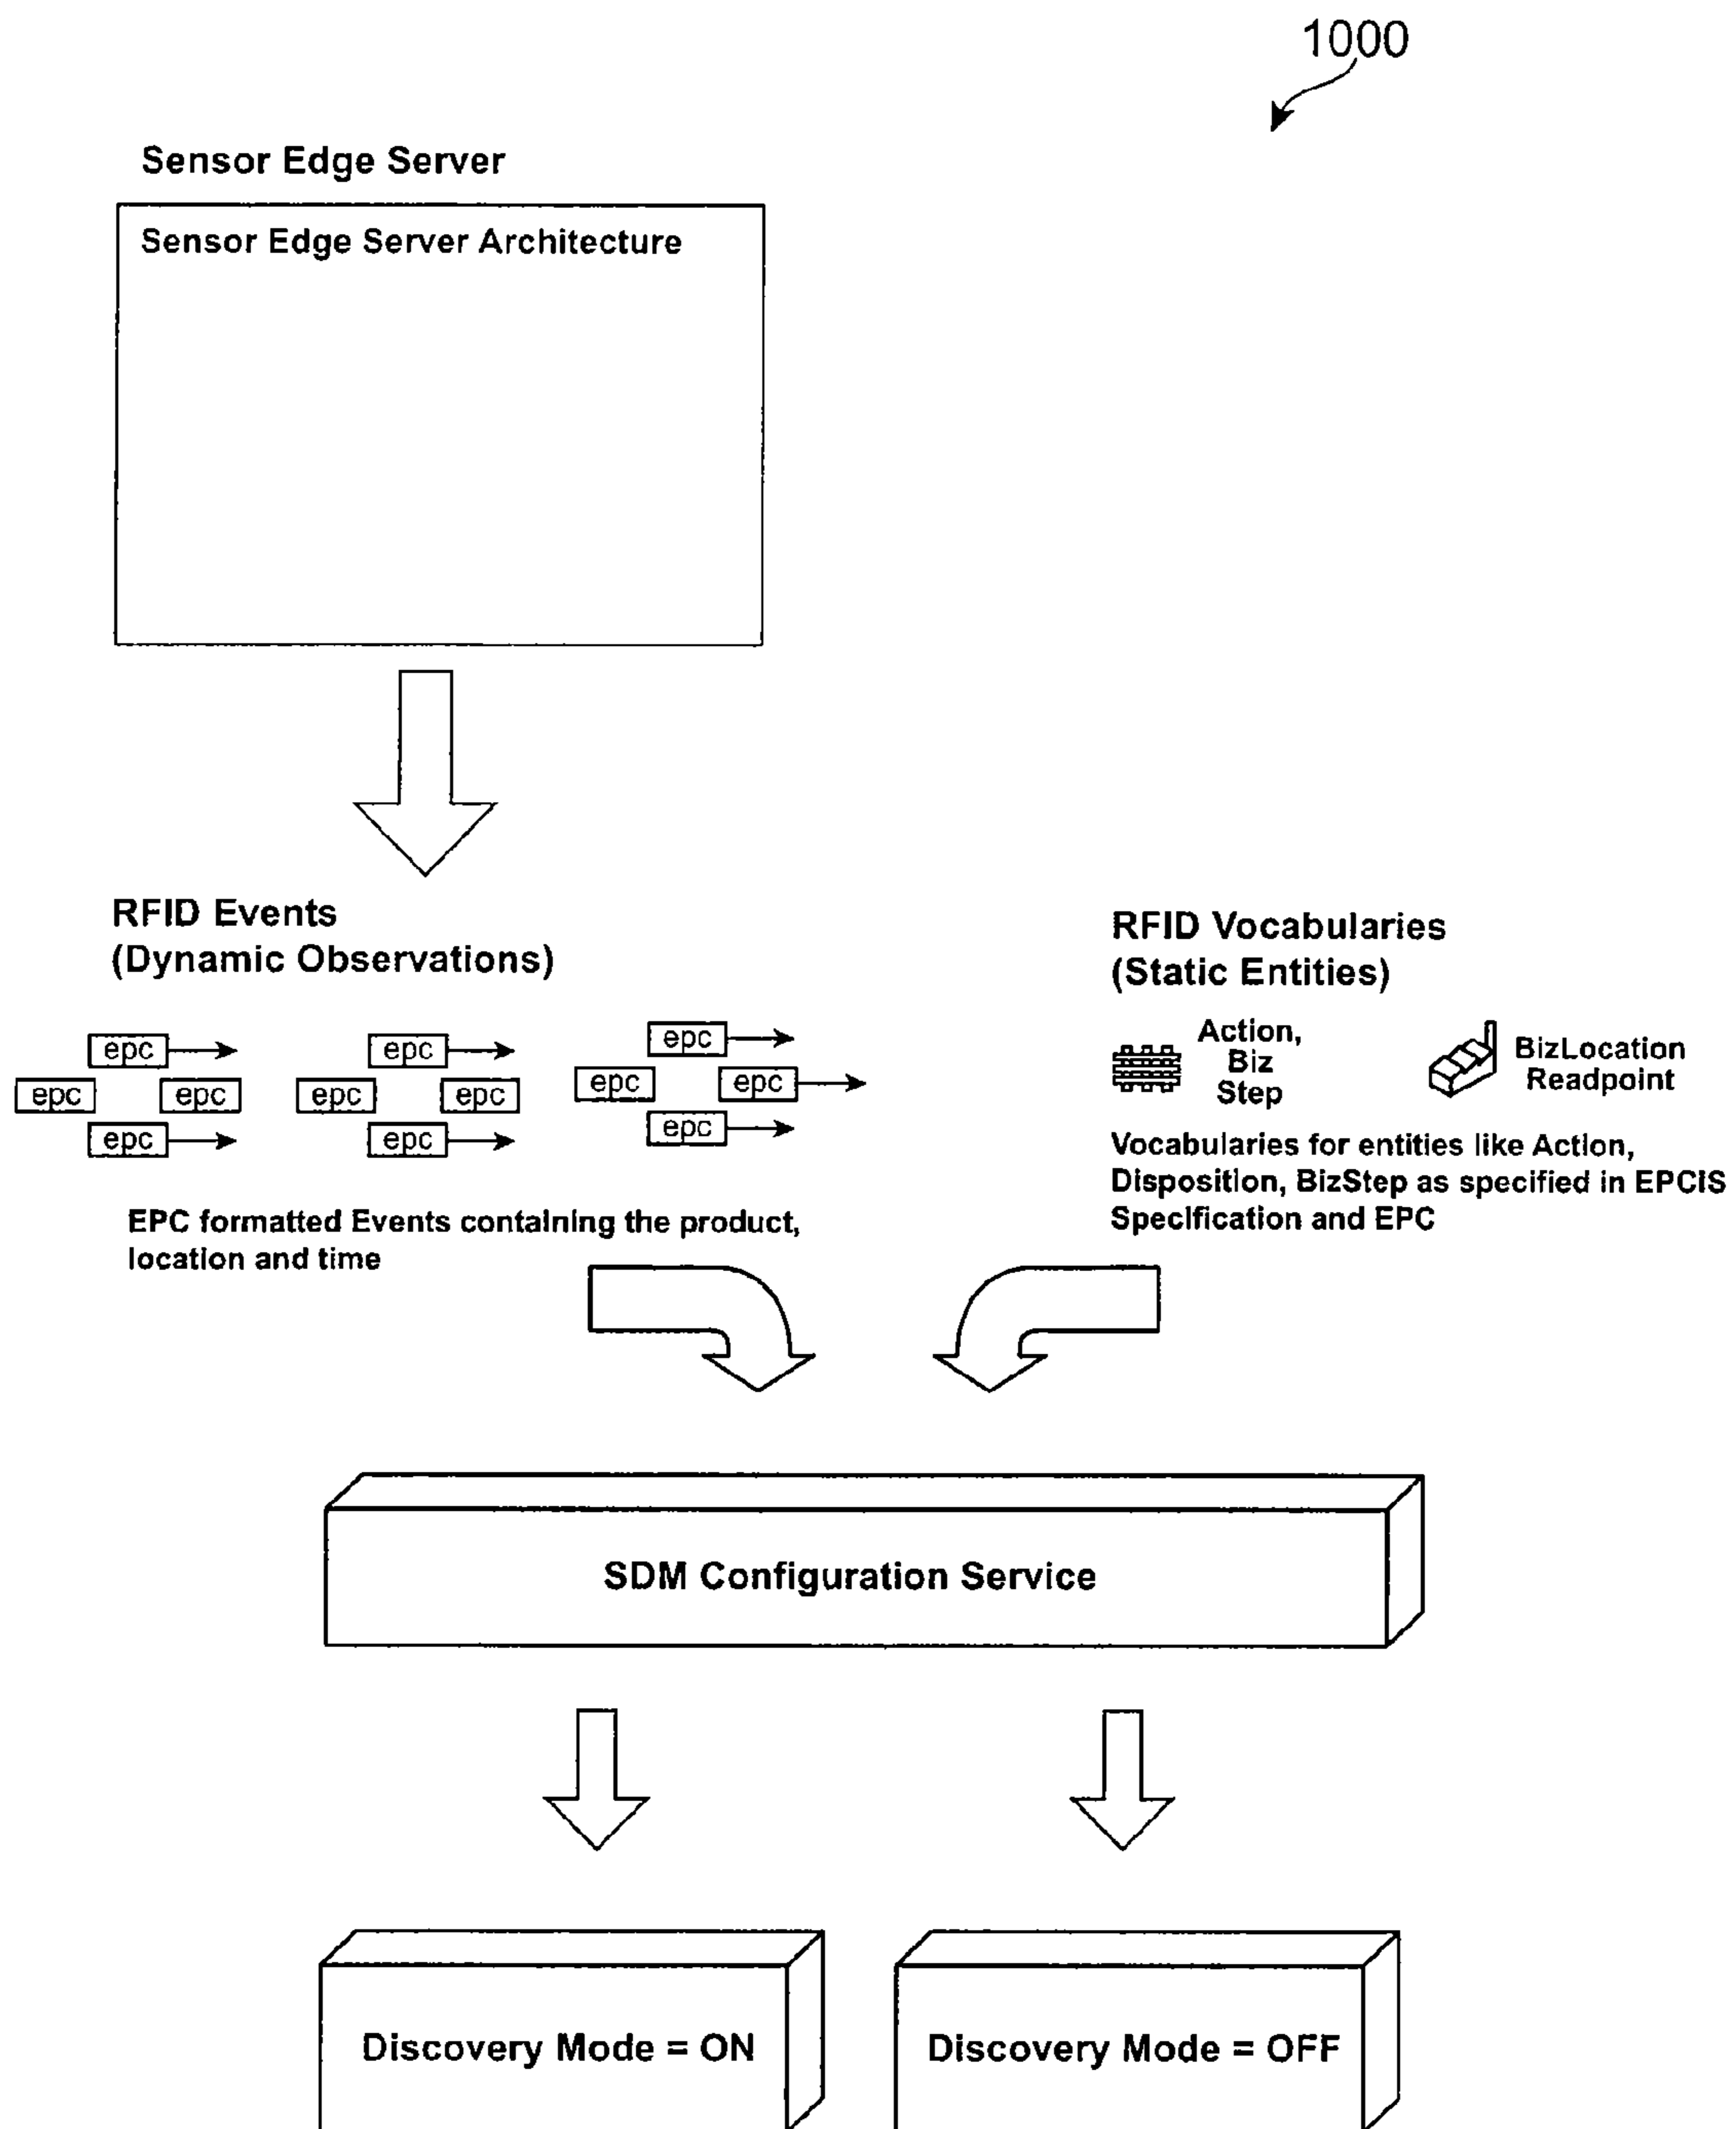 1000
Sensor Edge Server
Sensor Edge Server Architecture
RFID Events
(Dynamic Observations)
epc
epc
epc
epc
epc
epc
epc
epc
epc
epc
epc
epc
EPC formatted Events containing the product,
location and time
RFID Vocabularies
(Static Entities)
Action,
Biz
Step
BizLocation
Readpoint
Vocabularies for entities like Action,
Disposition, BizStep as specified in EPCIS
Specification and EPC
SDM Configuration Service
Discovery Mode = ON
Discovery Mode = OFF